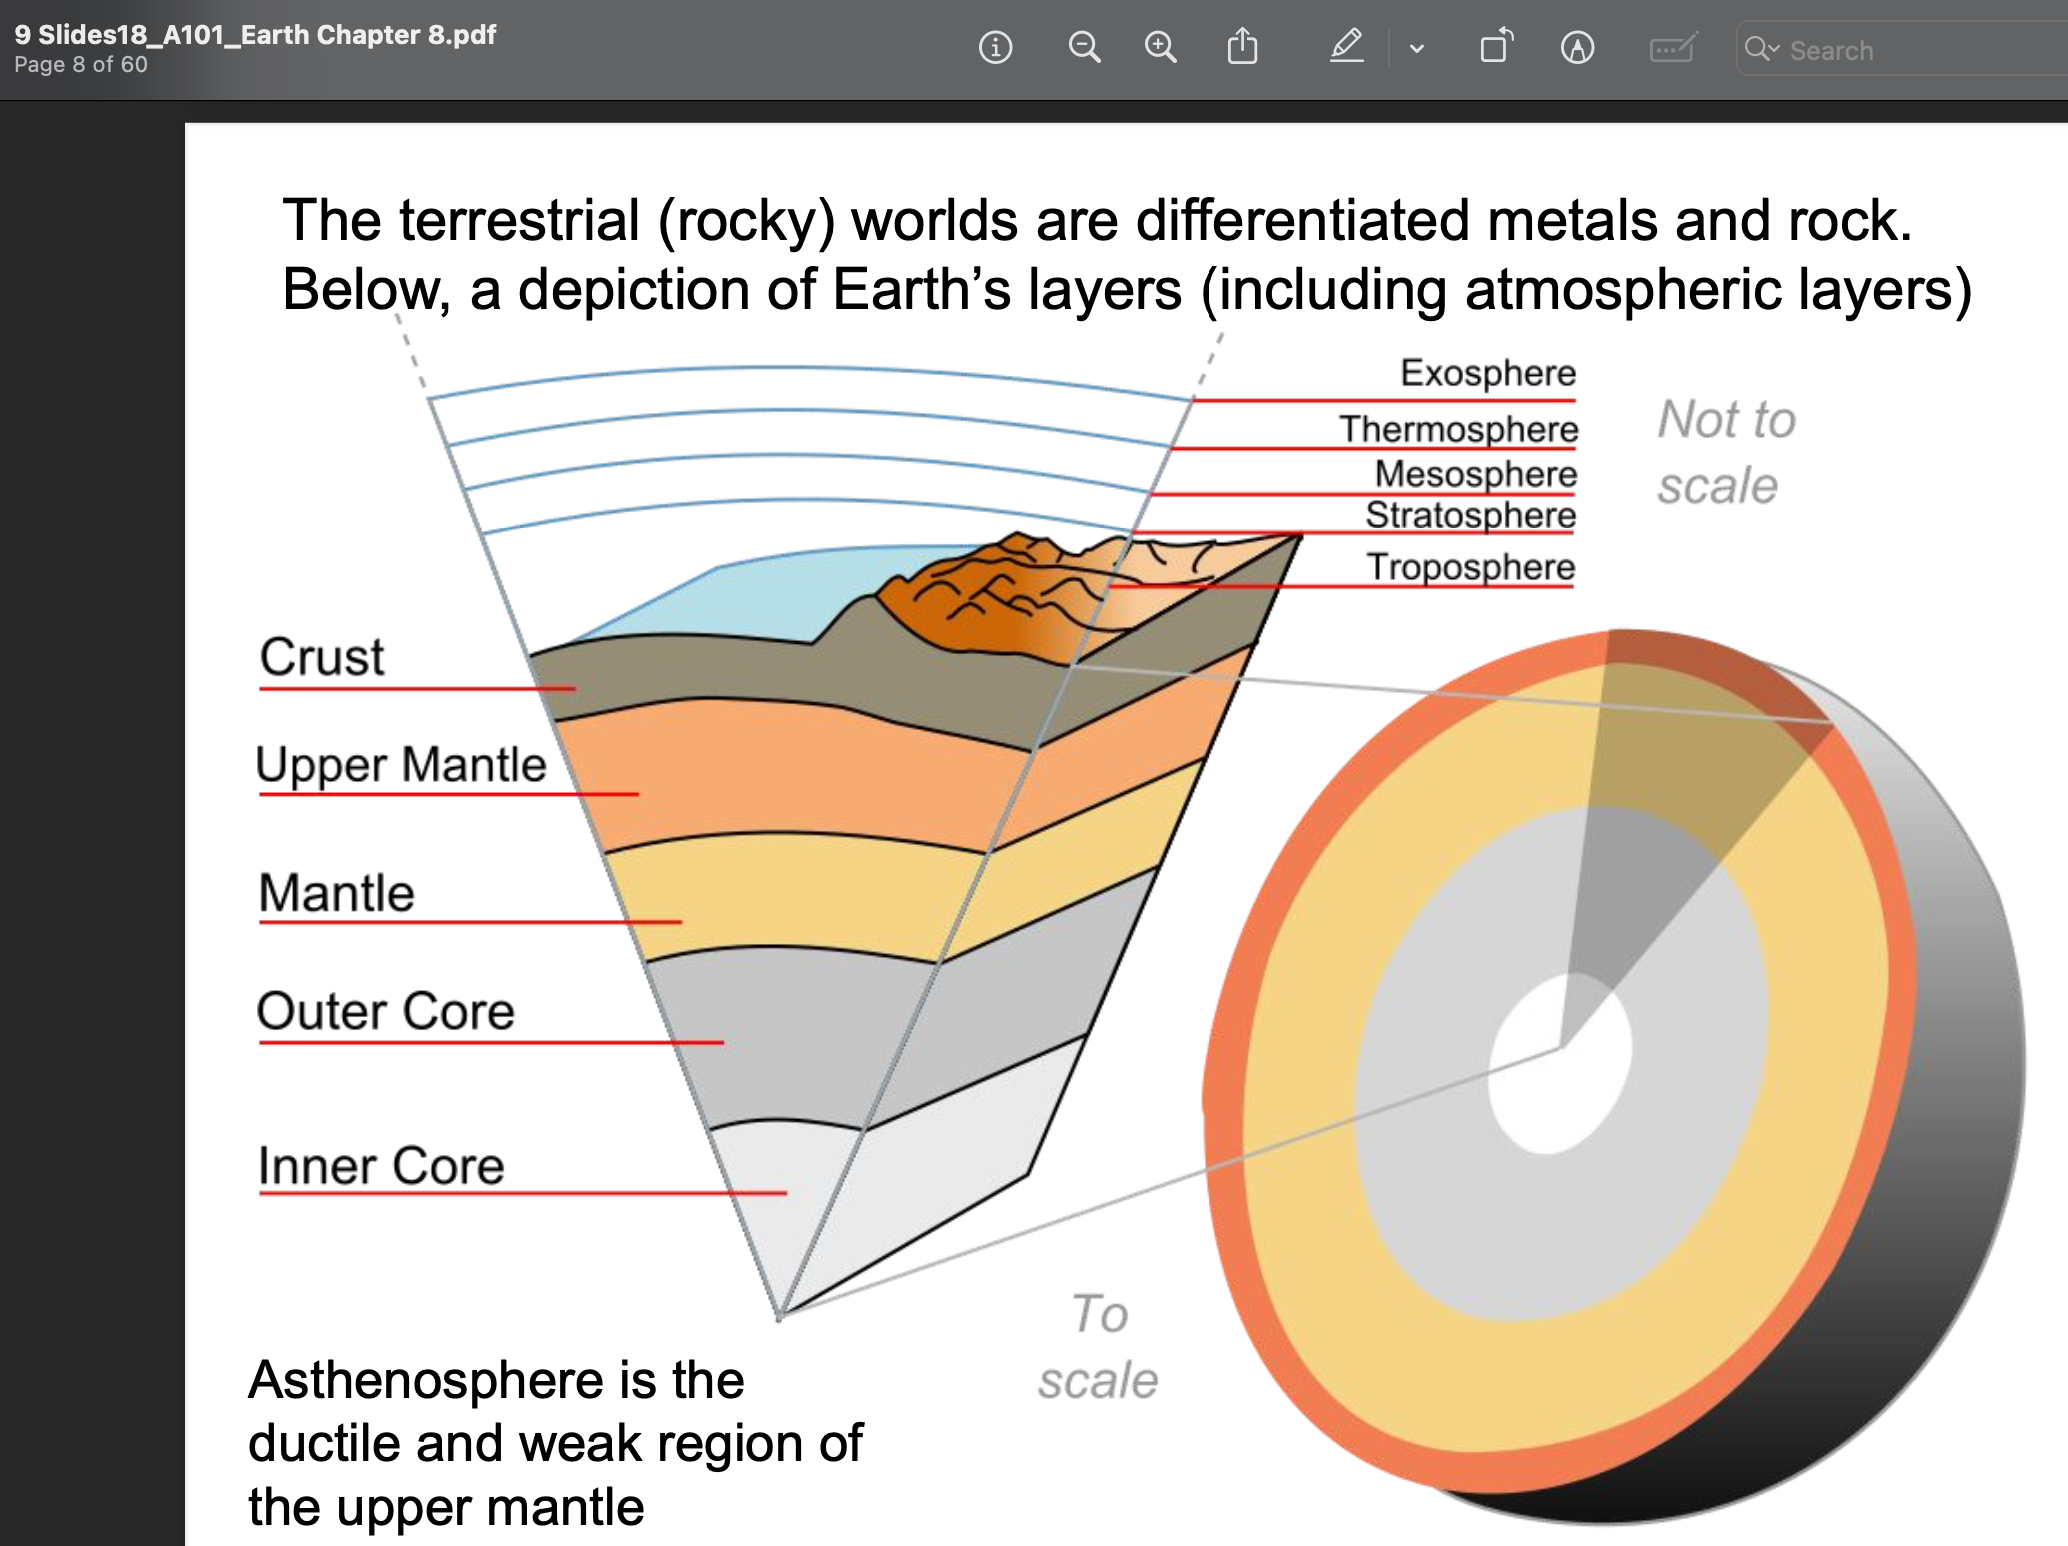 9 Slides18_A101_Earth Chapter 8.pdf
Page 8 of 60
Search
The terrestrial (rocky) worlds are differentiated metals and rock.
Below, a depiction of Earth’s layers (including atmospheric layers)
Exosphere
Thermosphere
Mesosphere
Stratosphere
Troposphere
Not to
scale
Crust
Upper Mantle
Mantle
Outer Core
Inner Core
To
scale
Asthenosphere is the
ductile and weak region of
the upper mantle